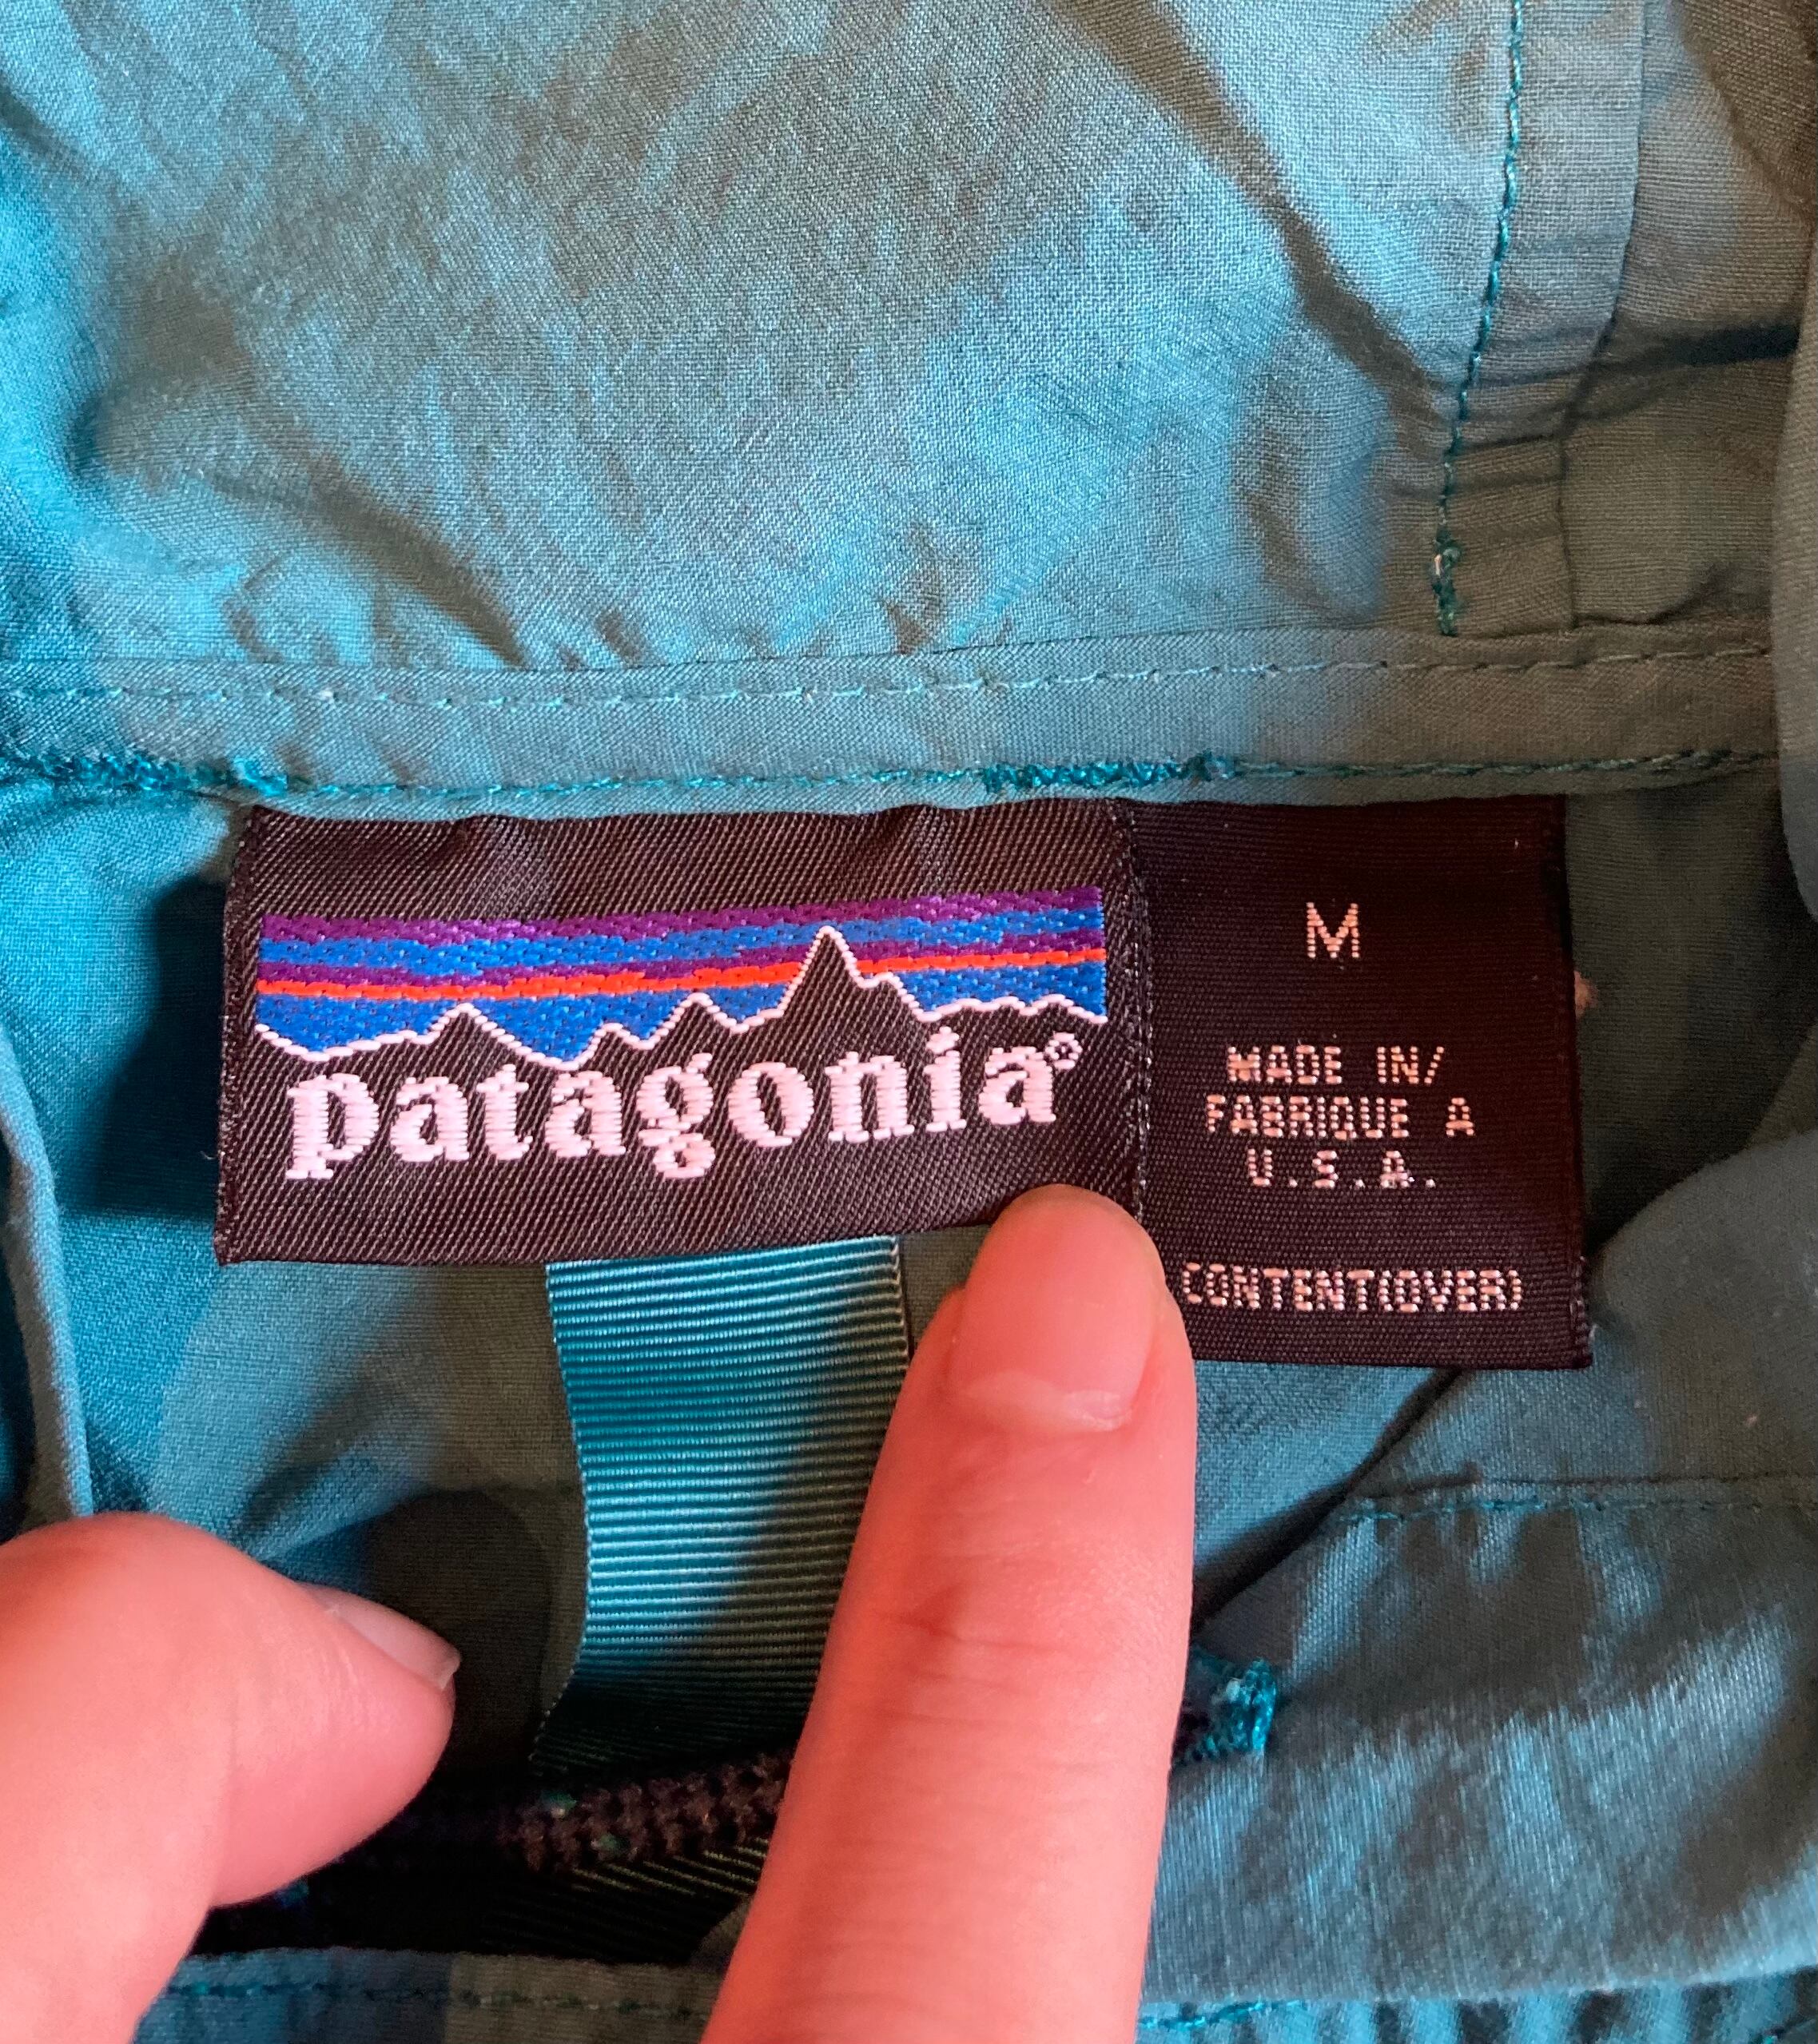 patagonia®
M
MADE IN/
FABRIQUE A
U.S.A.
CONTENT(OVER)